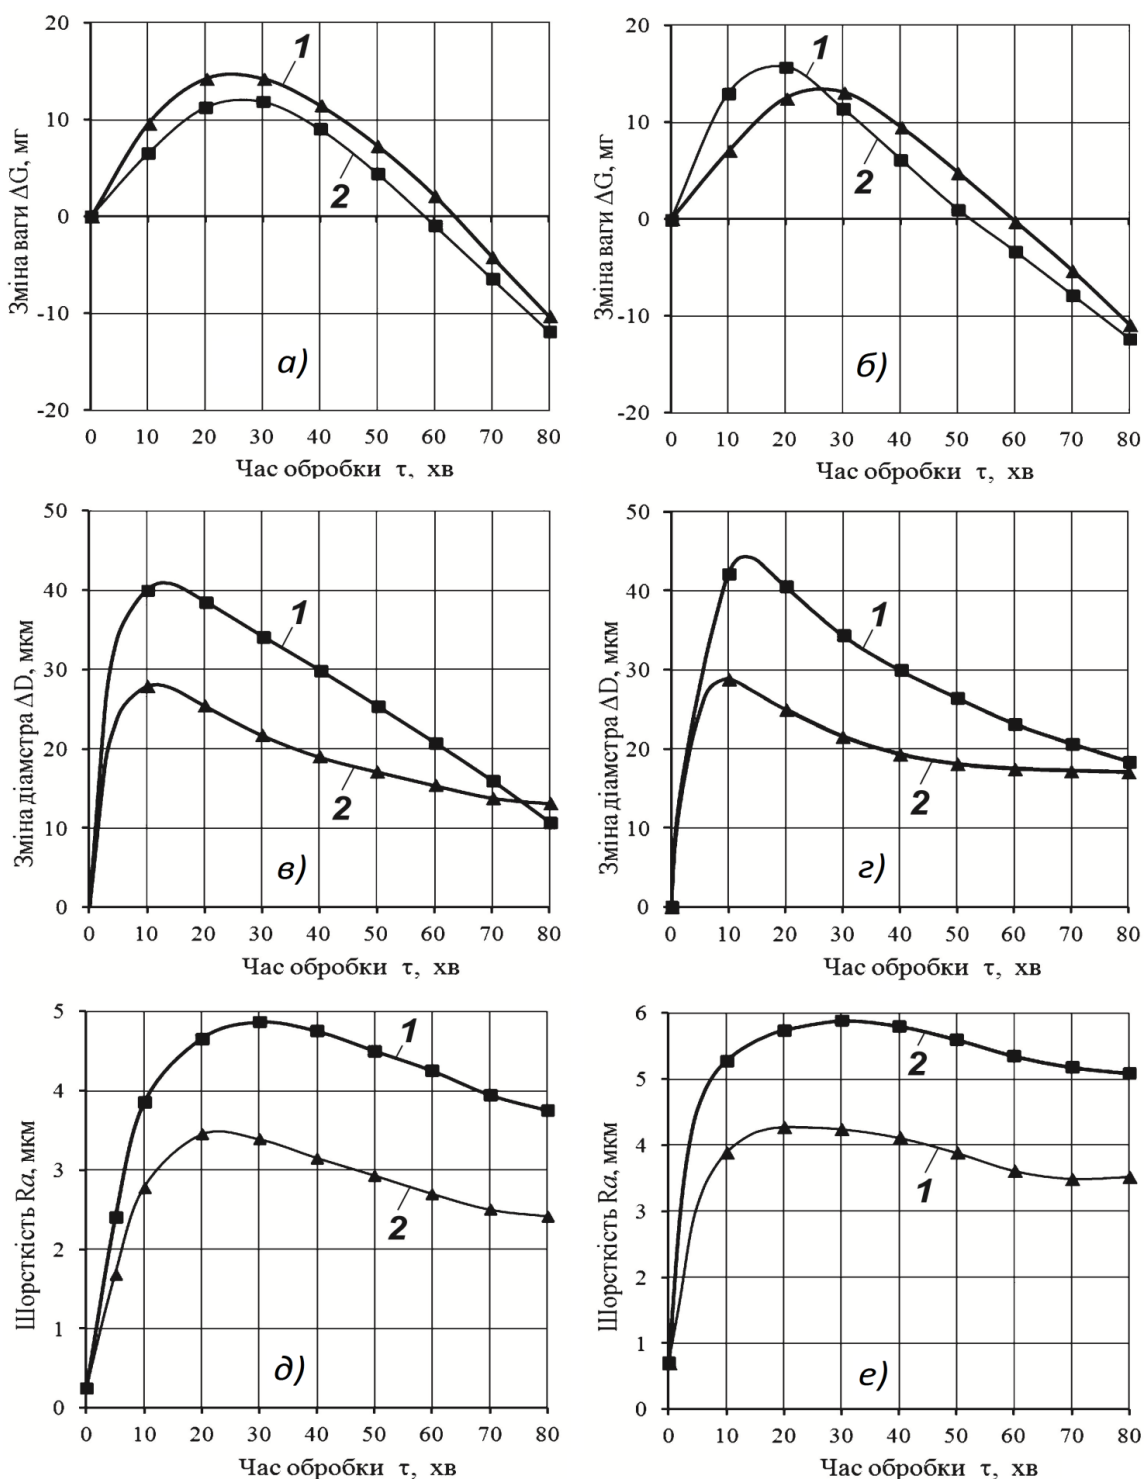 Зміна ваги ΔG, мг
20
10
0
-10
-20
1
2
а)
0 10 20 30 40 50 60 70 80
Час обробки τ, хв
Зміна ваги ΔG, мг
20
10
0
-10
-20
1
2
б)
0 10 20 30 40 50 60 70 80
Час обробки τ, хв
Зміна діамстра ΔD, мкм
50
40
30
20
10
0
1
2
в)
0 10 20 30 40 50 60 70 80
Час обробки τ, хв
Зміна діамстра ΔD, мкм
50
40
30
20
10
0
1
2
г)
0 10 20 30 40 50 60 70 80
Час обробки τ, хв
Шорсткість Ra, мкм
5
4
3
2
1
0
1
2
д)
0 10 20 30 40 50 60 70 80
Час обробки τ, хв
Шорсткість Ra, мкм
6
5
4
3
2
1
0
2
1
е)
0 10 20 30 40 50 60 70 80
Час обробки τ, хв